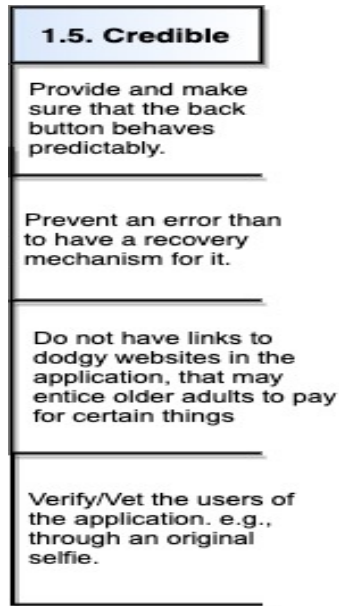 1.5. Credible
Provide and make
sure that the back
button behaves
predictably.
Prevent an error than
to have a recovery
mechanism for it.
Do not have links to
dodgy websites in the
application, that may
entice older adults to pay
for certain things
Verify/Vet the users of
the application. e.g.,
through an original
selfie.